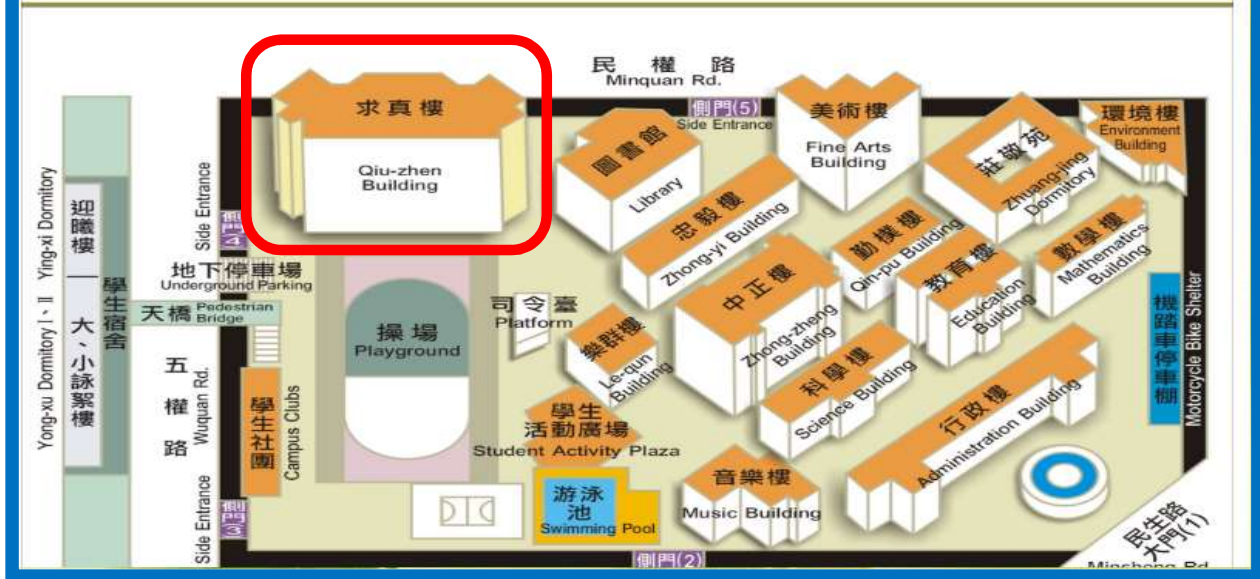 民 權 路
Minquan Rd.
求真樓
Qiu-zhen
Building
側門(5)
Side Entrance
圖書館
Library
美術樓
Fine Arts
Building
莊敬苑
Zhuang-jing
Dormitory
環境樓
Environment
Building
忠毅樓
Zhong-yi Building
勤樸樓
Qin-pu Building
教育樓
Education
Building
數學樓
Mathematics
Building
中正樓
Zhong-zheng
Building
科學樓
Science Building
行政樓
Administration Building
樂群樓
Le-qun
Building
司令臺
Platform
操場
Playground
學生
活動廣場
Student Activity Plaza
游泳
池
Swimming Pool
音樂樓
Music Building
側門(2)
側門
4
Side Entrance
地下停車場
Underground Parking
天橋
Pedestrian
Bridge
五權路
Wuquan Rd.
學生社團
Campus Clubs
側門
3
Side Entrance
學生宿舍
迎曦樓
大、小詠絮樓
Ying-xi Dormitory
Yong-xu Domitory I、II
機踏車停車棚
Motorcycle Bike Shelter
民生路
大門(1)
Minsheng Rd.